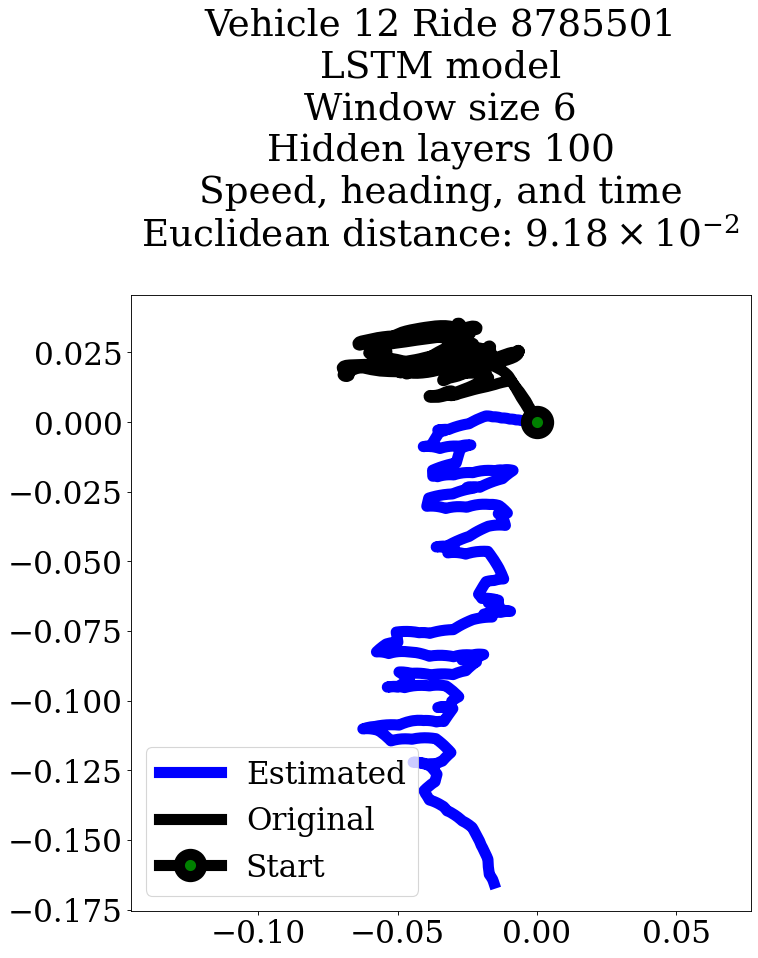 Vehicle 12 Ride 8785501
LSTM model
Window size 6
Hidden layers 100
Speed, heading, and time
Euclidean distance: 9.18 × 10⁻²
0.025
0.000
−0.025
−0.050
−0.075
−0.100
−0.125
−0.150
−0.175
Estimated
Original
Start
−0.10 −0.05 0.00 0.05